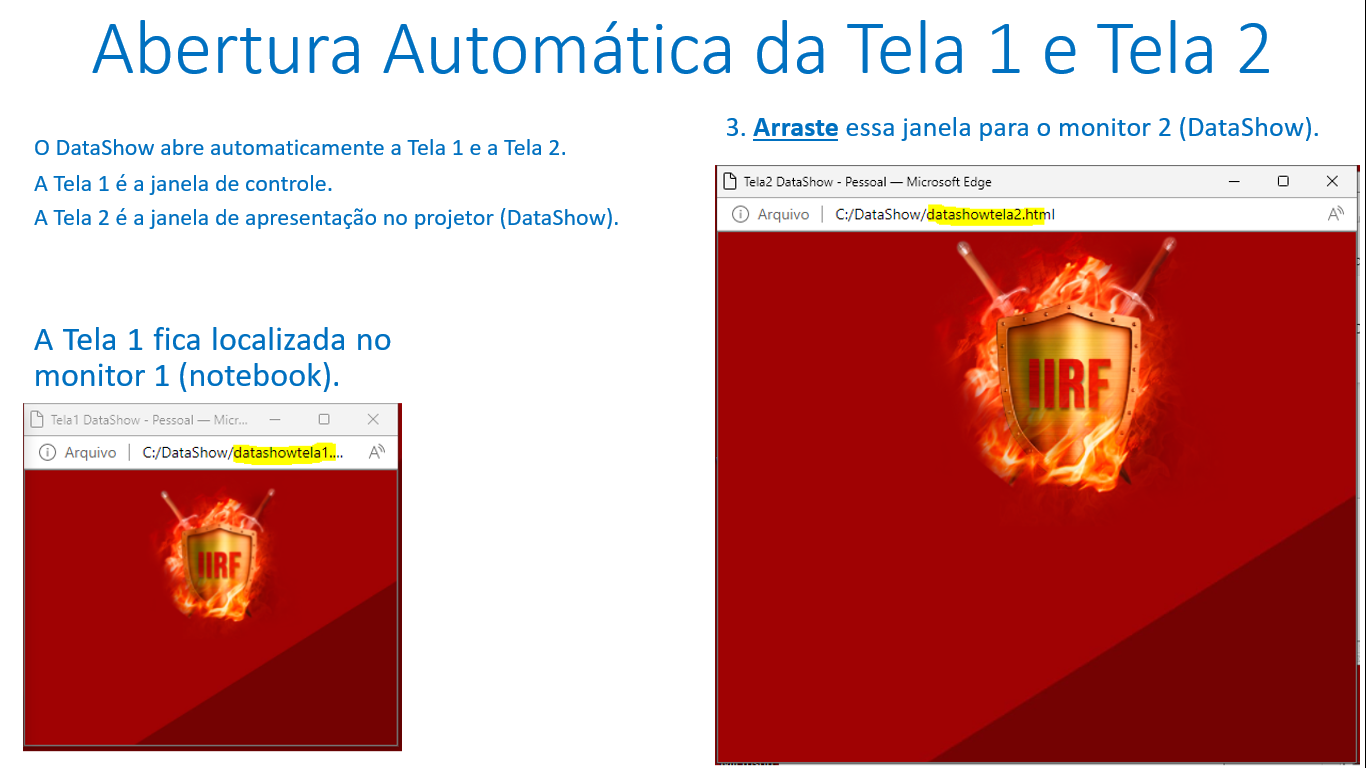 Abertura Automática da Tela 1 e Tela 2
O DataShow abre automaticamente a Tela 1 e a Tela 2.
A Tela 1 é a janela de controle.
A Tela 2 é a janela de apresentação no projetor (DataShow).
A Tela 1 fica localizada no
monitor 1 (notebook).
Tela1 DataShow - Pessoal — Micr...
Arquivo | C:/DataShow/datashowtela1....
IIRF
3. Arraste essa janela para o monitor 2 (DataShow).
Tela2 DataShow - Pessoal — Microsoft Edge
Arquivo | C:/DataShow/datashowtela2.html
IIRF